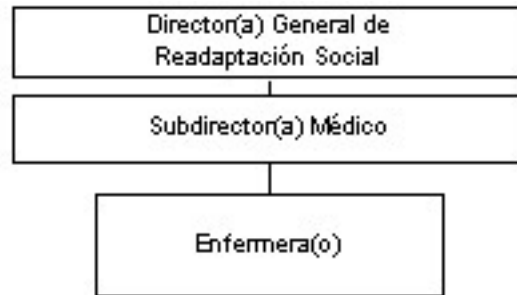 Director(a) General de
Readaptación Social
Subdirector(a) Médico
Enfermera(o)